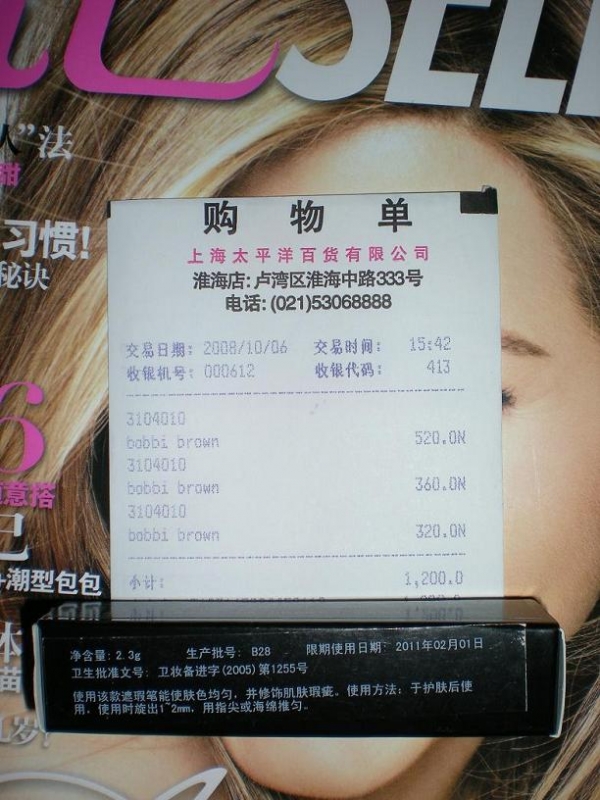 SELF
人”法
甜
习惯!
秘诀
6
意搭
+潮型包包
购 物 单
上海太平洋百货有限公司
淮海店:卢湾区淮海中路333号
电话:(021)53068888
交易日期: 2008/10/06 交易时间: 15:42
收银机号: 000612 收银代码: 413
3104010
bobbi brown 520.0N
3104010
bobbi brown 360.0N
3104010
bobbi brown 320.0N
小计: 1,200.0
净含量: 2.3g 生产批号: B28 限期使用日期: 2011年02月01日
卫生批准文号: 卫妆备进字(2005)第1255号
使用该款遮瑕笔能使肤色均匀，并修饰肌肤瑕疵。使用方法: 于护肤后使
用，使用时旋出1~2mm，用指尖或海绵推匀。